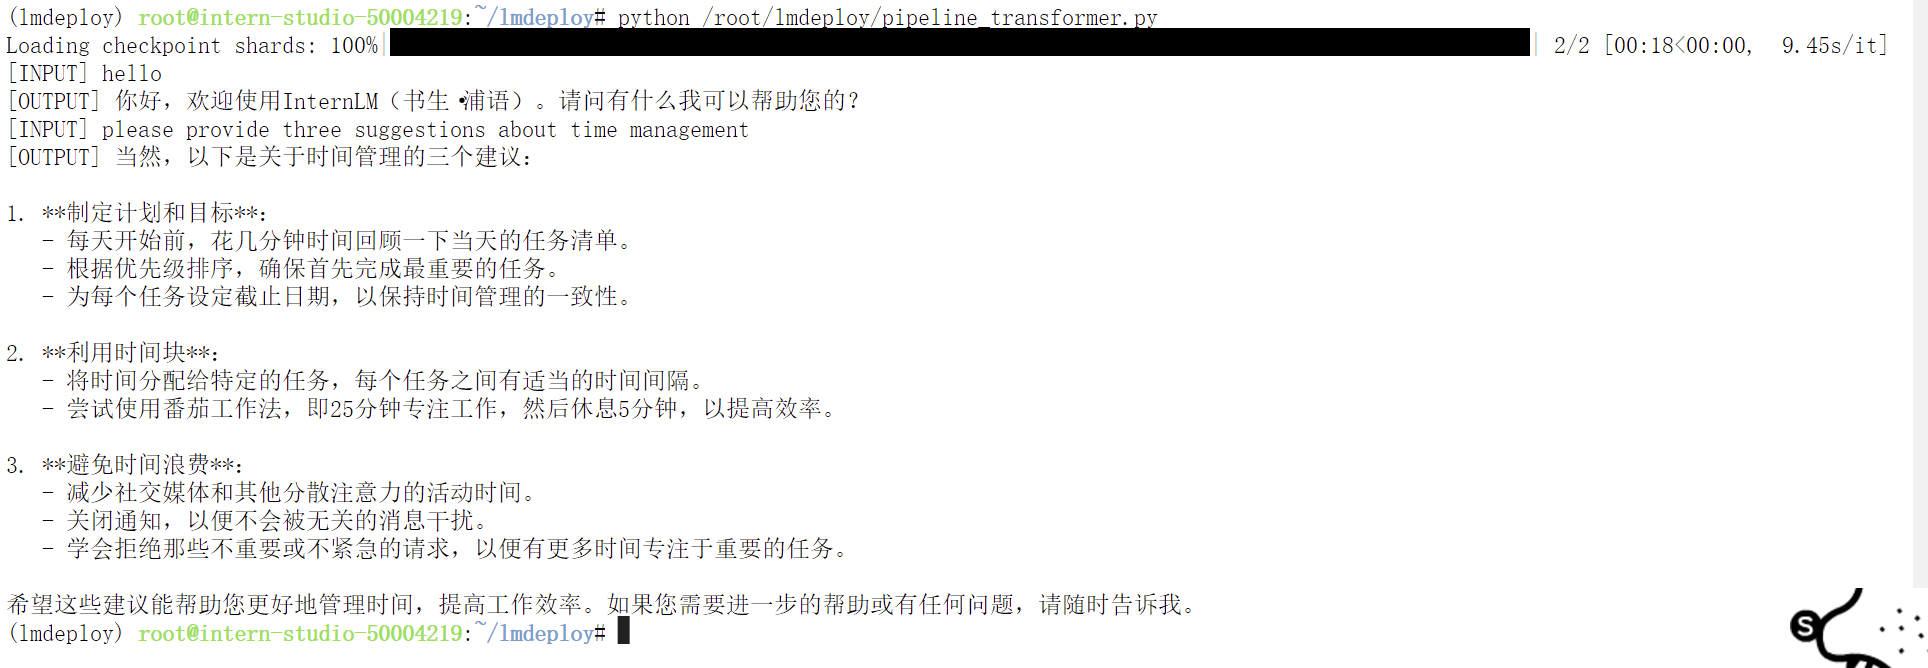 (lmdeploy) root@intern-studio-50004219:~/lmdeploy# python /root/lmdeploy/pipeline_transformer.py
Loading checkpoint shards: 100%| | 2/2 [00:18<00:00,  9.45s/it]
[INPUT] hello
[OUTPUT] 你好，欢迎使用InternLM（书生·浦语）。请问有什么我可以帮助您的？
[INPUT] please provide three suggestions about time management
[OUTPUT] 当然，以下是关于时间管理的三个建议：
1. **制定计划和目标**：
- 每天开始前，花几分钟时间回顾一下当天的任务清单。
- 根据优先级排序，确保首先完成最重要的任务。
- 为每个任务设定截止日期，以保持时间管理的一致性。
2. **利用时间块**：
- 将时间分配给特定的任务，每个任务之间有适当的时间间隔。
- 尝试使用番茄工作法，即25分钟专注工作，然后休息5分钟，以提高效率。
3. **避免时间浪费**：
- 减少社交媒体和其他分散注意力的活动时间。
- 关闭通知，以便不会被无关的消息干扰。
- 学会拒绝那些不重要或不紧急的请求，以便有更多时间专注于重要的任务。
希望这些建议能帮助您更好地管理时间，提高工作效率。如果您需要进一步的帮助或有任何问题，请随时告诉我。
(lmdeploy) root@intern-studio-50004219:~/lmdeploy#
S